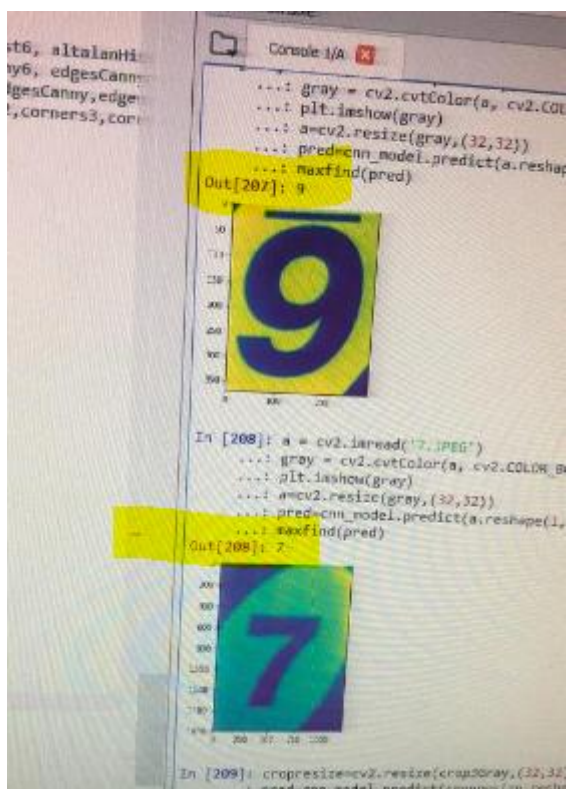 st6, altalanHi
ny6, edgesCann
dgesCanny,edge
2,corners3,cor
Console 1/A
...: gray = cv2.cvtColor(a, cv2.COL
...: plt.imshow(gray)
...: a=cv2.resize(gray,(32,32))
...: pred=cnn_model.predict(a.reshap
...: maxfind(pred)
Out[207]: 9
9
In [208]: a = cv2.imread('7.JPEG')
...: gray = cv2.cvtColor(a, cv2.COLOR_B
...: plt.imshow(gray)
...: a=cv2.resize(gray,(32,32))
...: pred=cnn_model.predict(a.reshape(1,
...: maxfind(pred)
Out[208]: 7
7
In [209]: cropresize=cv2.resize(crop3Gray,(32,32)